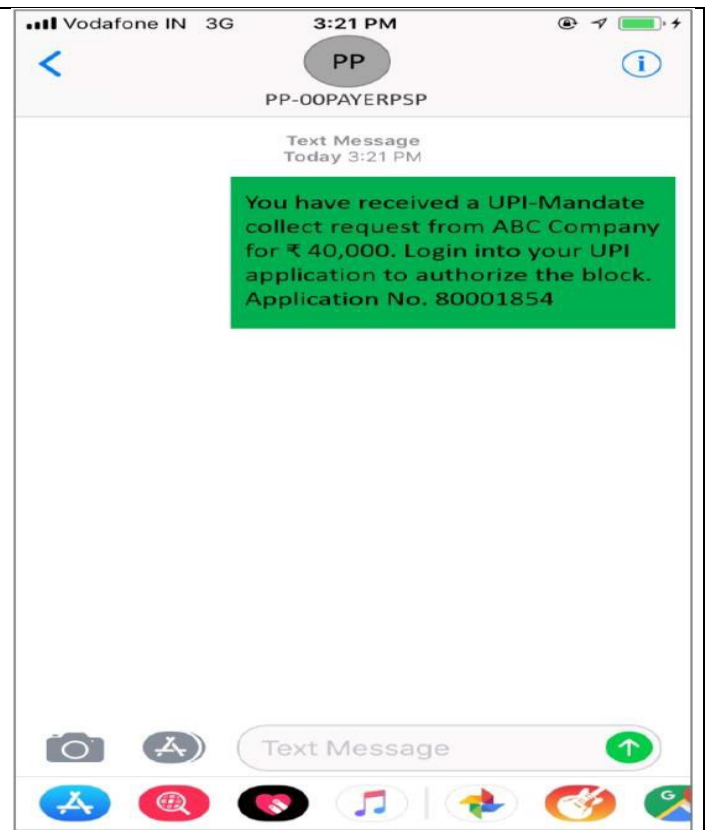 Vodafone IN 3G 3:21 PM
PP
PP-OOPAYERPSP
Text Message
Today 3:21 PM
You have received a UPI-Mandate
collect request from ABC Company
for ₹ 40,000. Login into your UPI
application to authorize the block.
Application No. 80001854
Text Message
G